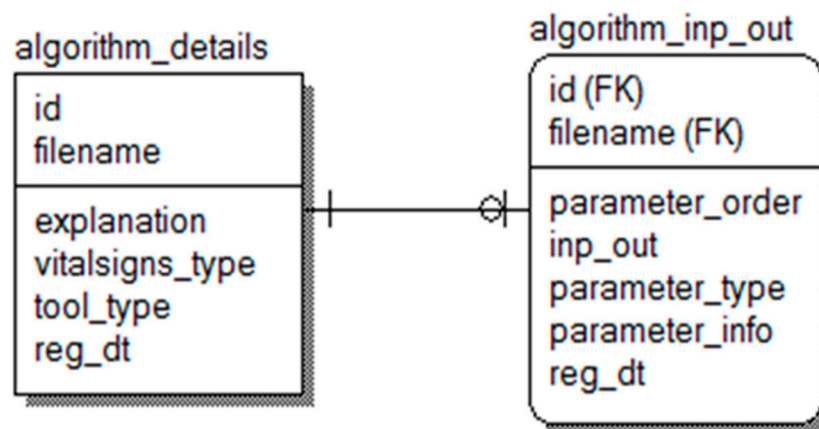 algorithm_details
id
filename
explanation
vitalsigns_type
tool_type
reg_dt
algorithm_inp_out
id (FK)
filename (FK)
parameter_order
inp_out
parameter_type
parameter_info
reg_dt